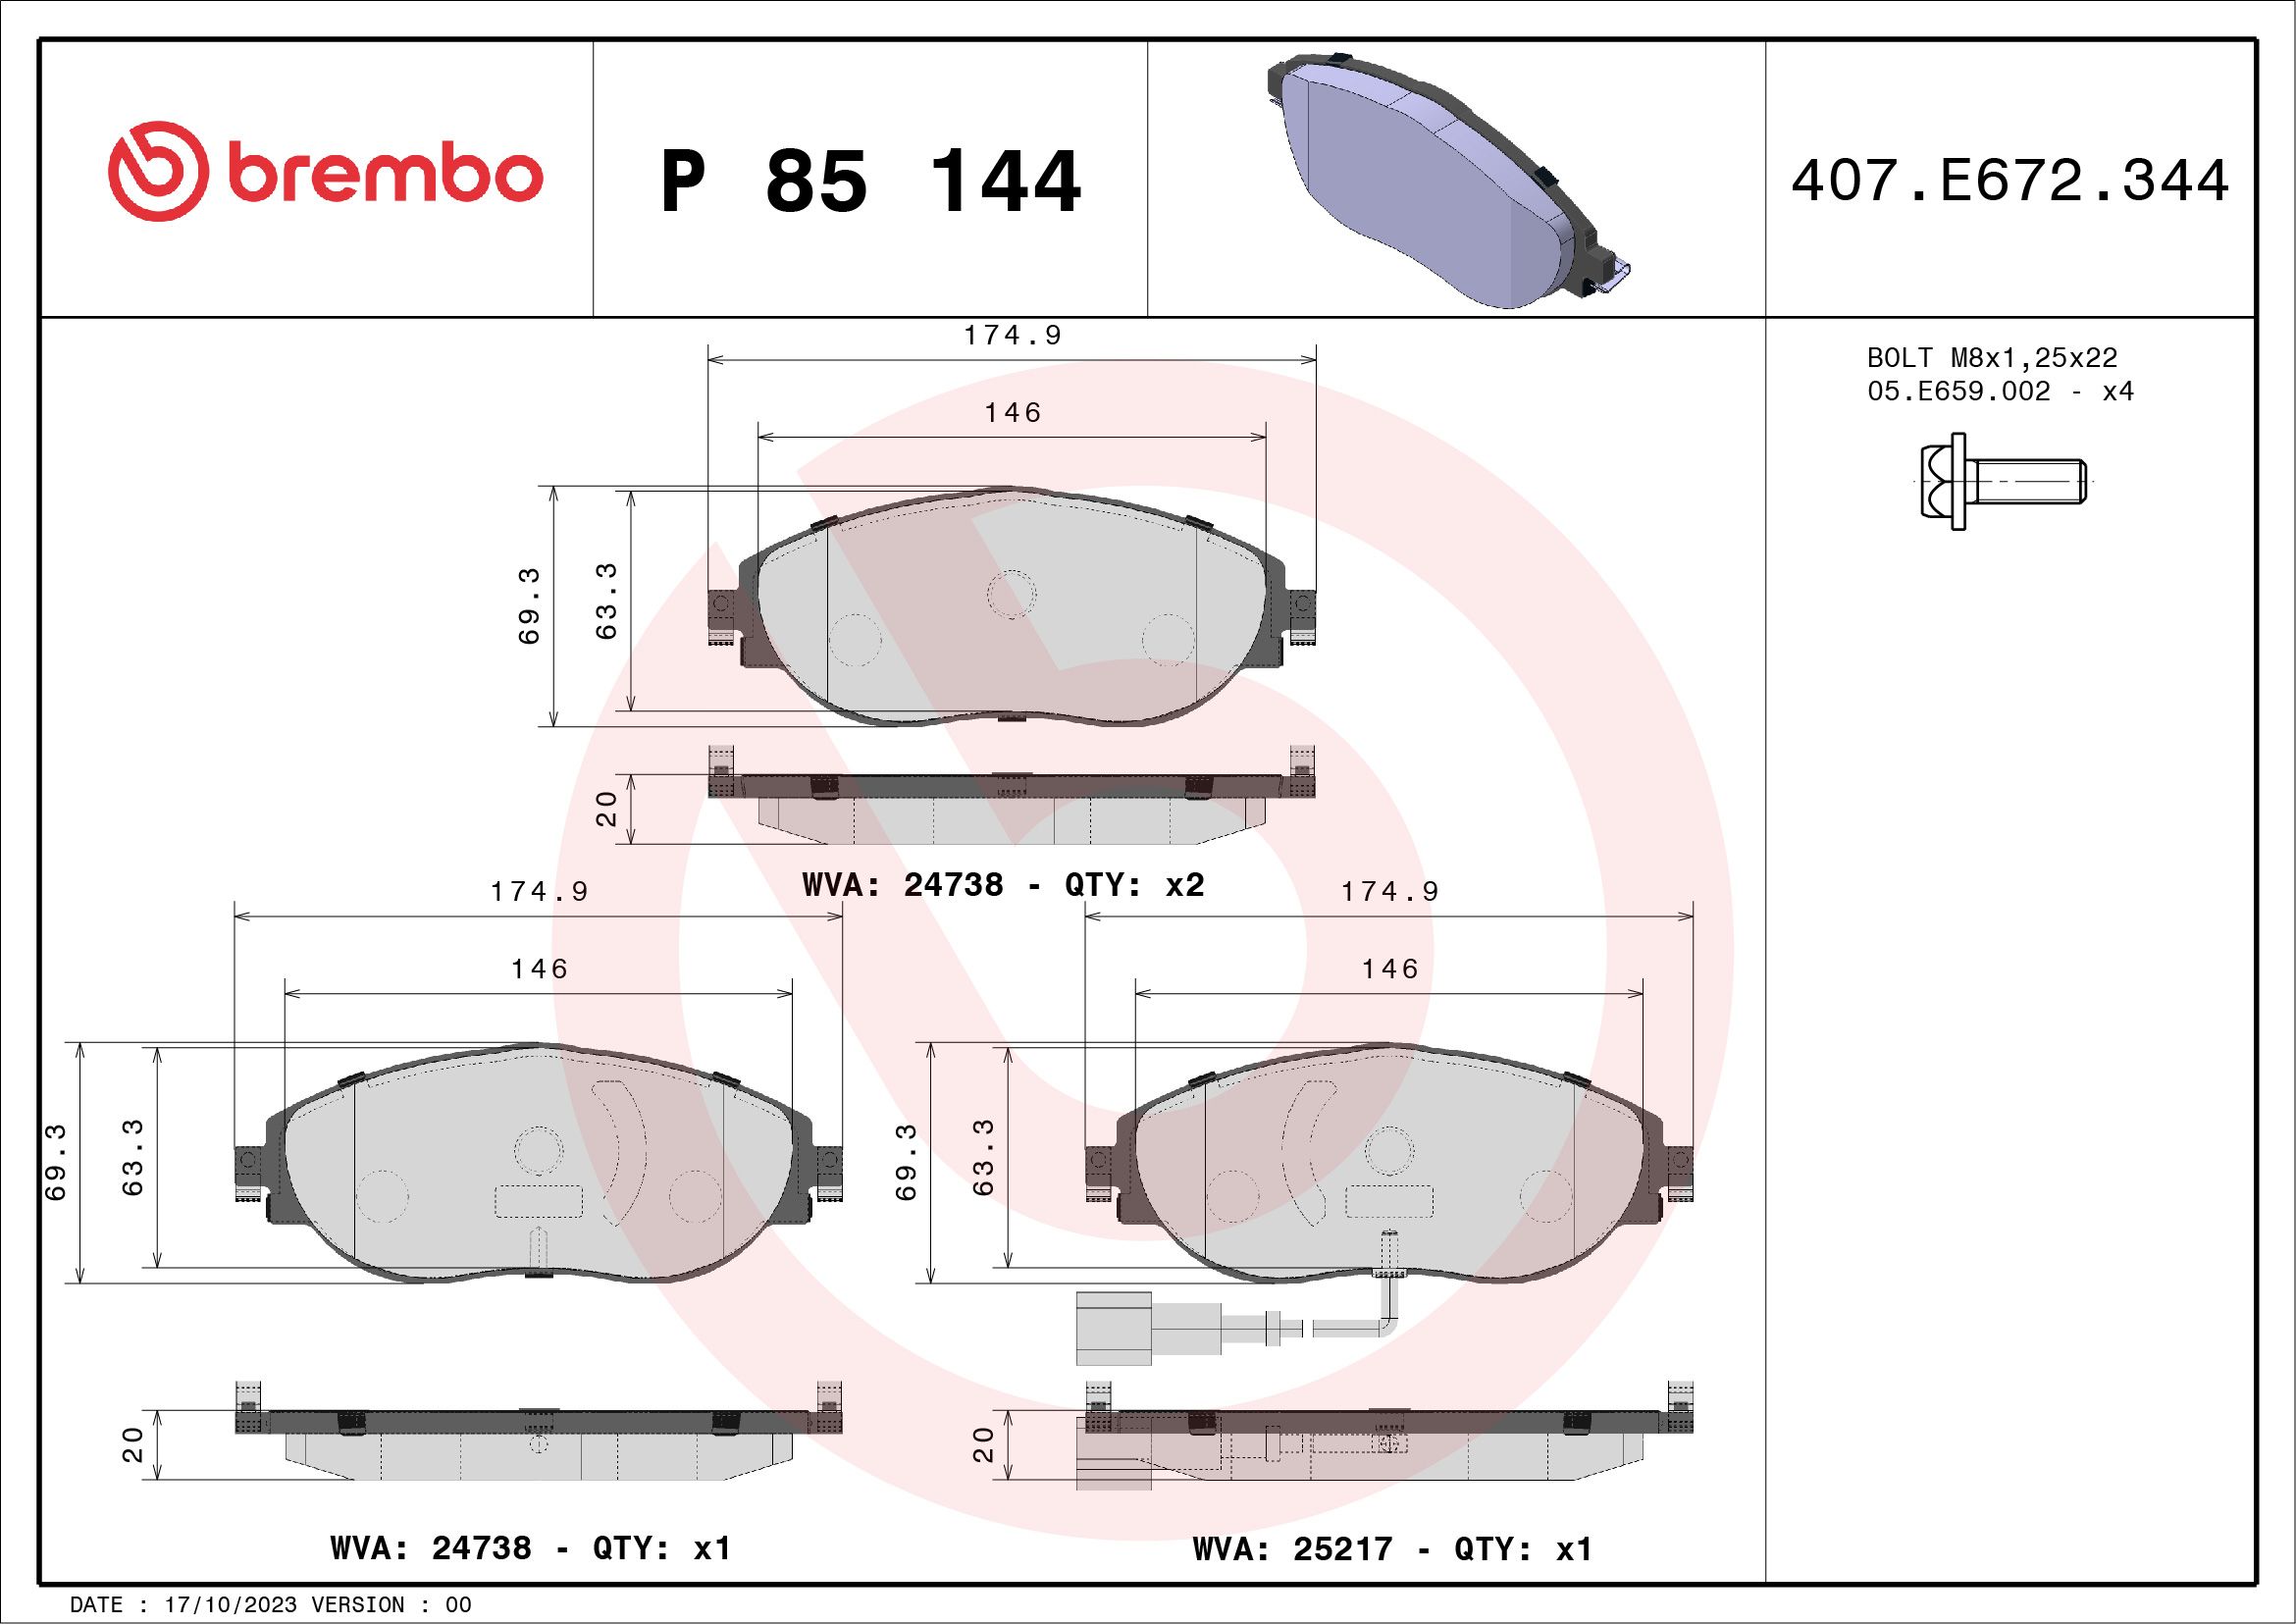 brembo
P 85 144
407.E672.344
BOLT M8x1,25x22
05.E659.002 - x4
174.9
146
69.3
63.3
20
WVA: 24738 - QTY: x2
174.9
146
69.3
63.3
20
WVA: 24738 - QTY: x1
174.9
146
69.3
63.3
20
WVA: 25217 - QTY: x1
DATE : 17/10/2023 VERSION : 00